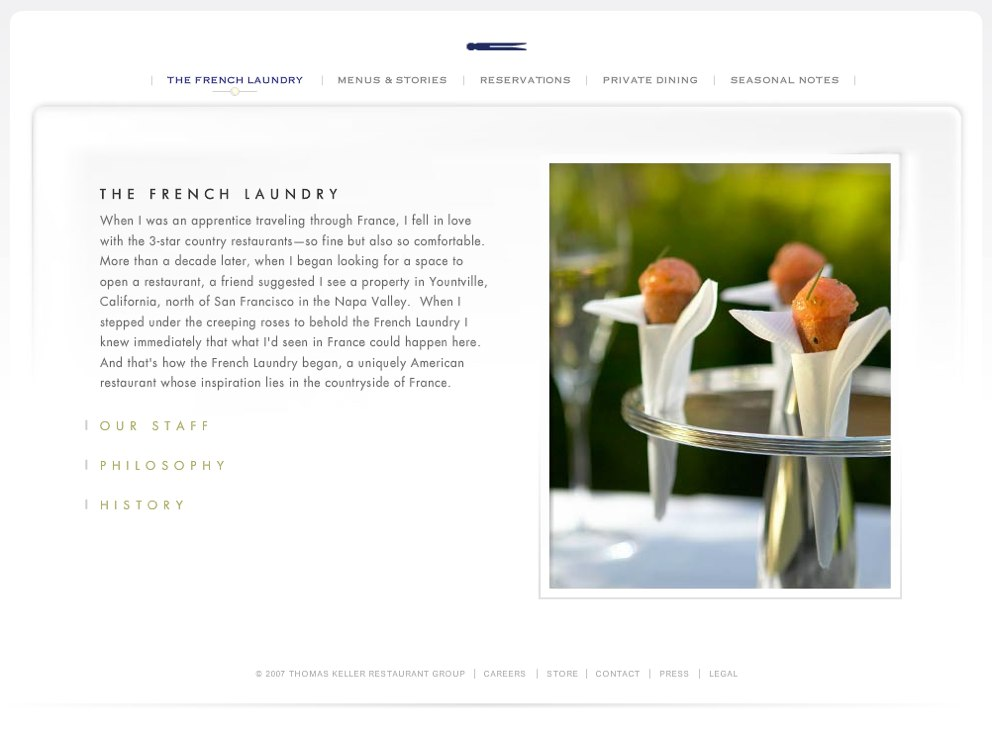 THE FRENCH LAUNDRY | MENUS & STORIES | RESERVATIONS | PRIVATE DINING | SEASONAL NOTES
THE FRENCH LAUNDRY
When I was an apprentice traveling through France, I fell in love
with the 3-star country restaurants—so fine but also so comfortable.
More than a decade later, when I began looking for a space to
open a restaurant, a friend suggested I see a property in Yountville,
California, north of San Francisco in the Napa Valley. When I
stepped under the creeping roses to behold the French Laundry I
knew immediately that what I'd seen in France could happen here.
And that's how the French Laundry began, a uniquely American
restaurant whose inspiration lies in the countryside of France.
OUR STAFF
PHILOSOPHY
HISTORY
© 2007 THOMAS KELLER RESTAURANT GROUP | CAREERS | STORE | CONTACT | PRESS | LEGAL